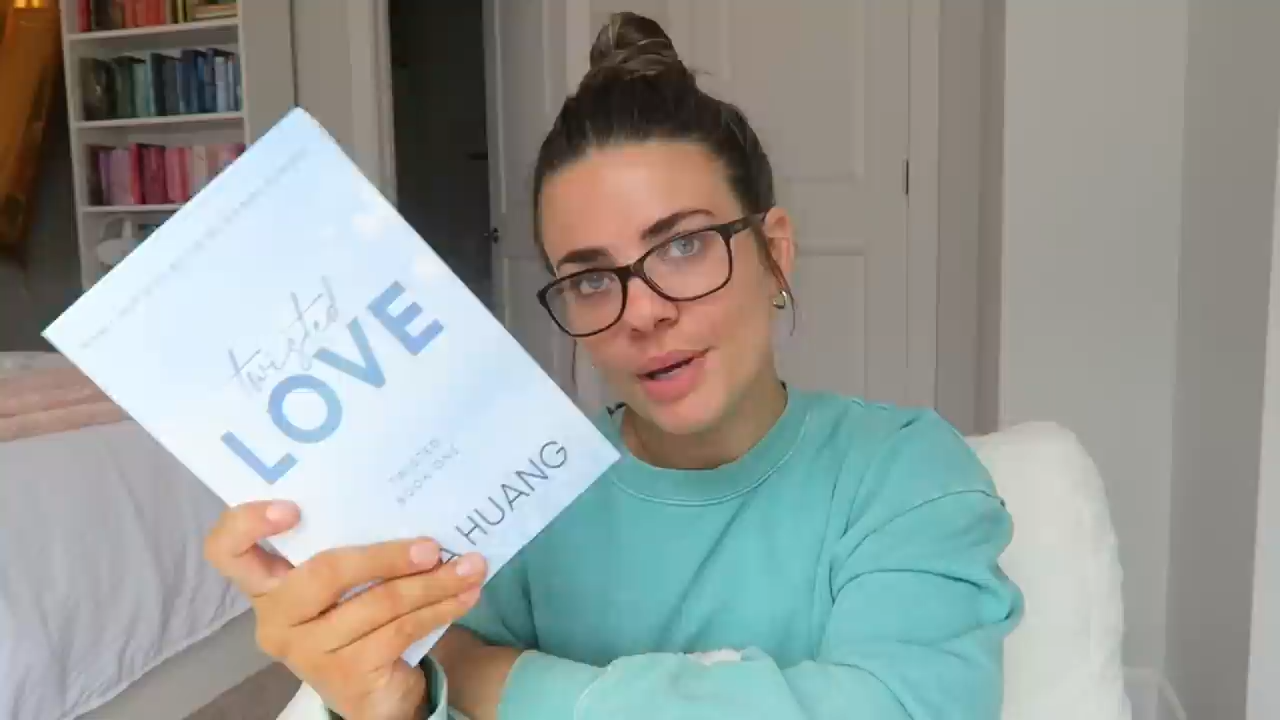 twisted
LOVE
TWISTED
BOOK ONE
A HUANG